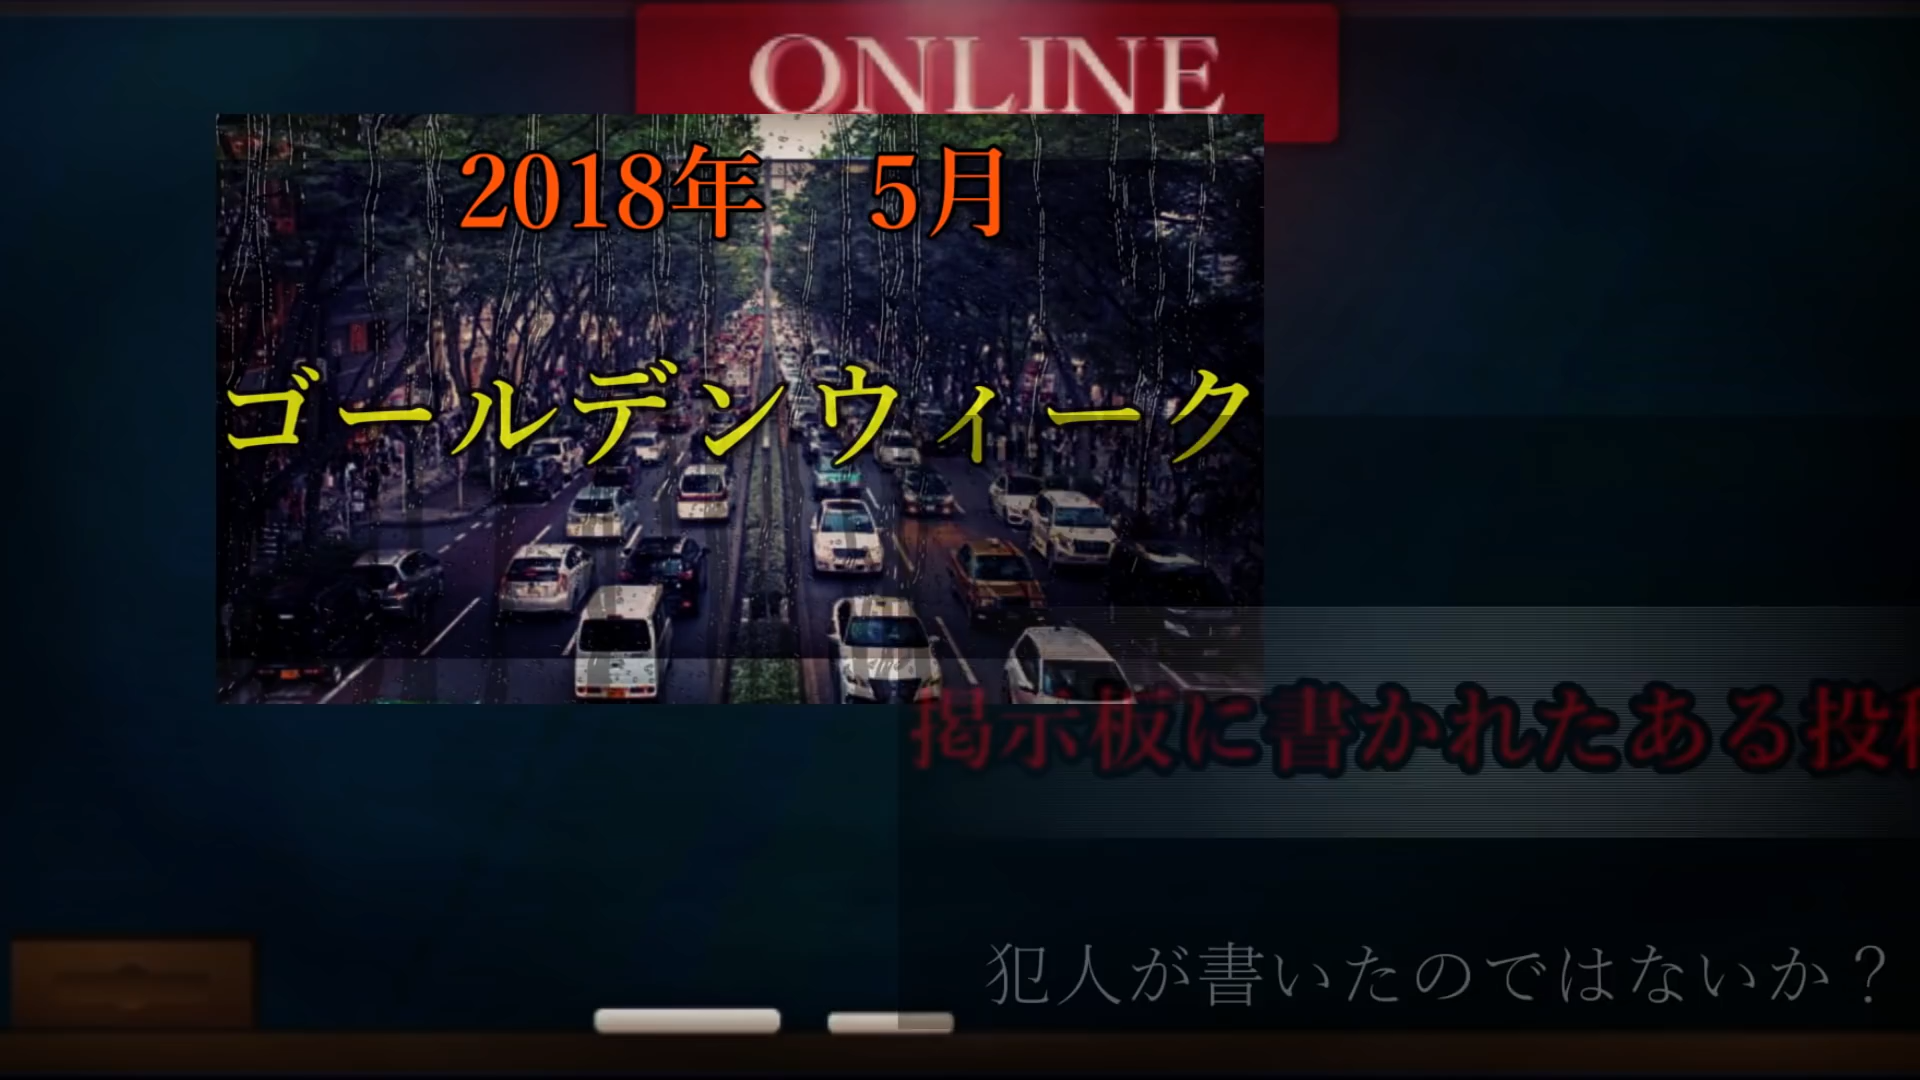 ONLINE
2018年 5月
ゴールデンウィーク
掲示板に書かれたある投
犯人が書いたのではないか？